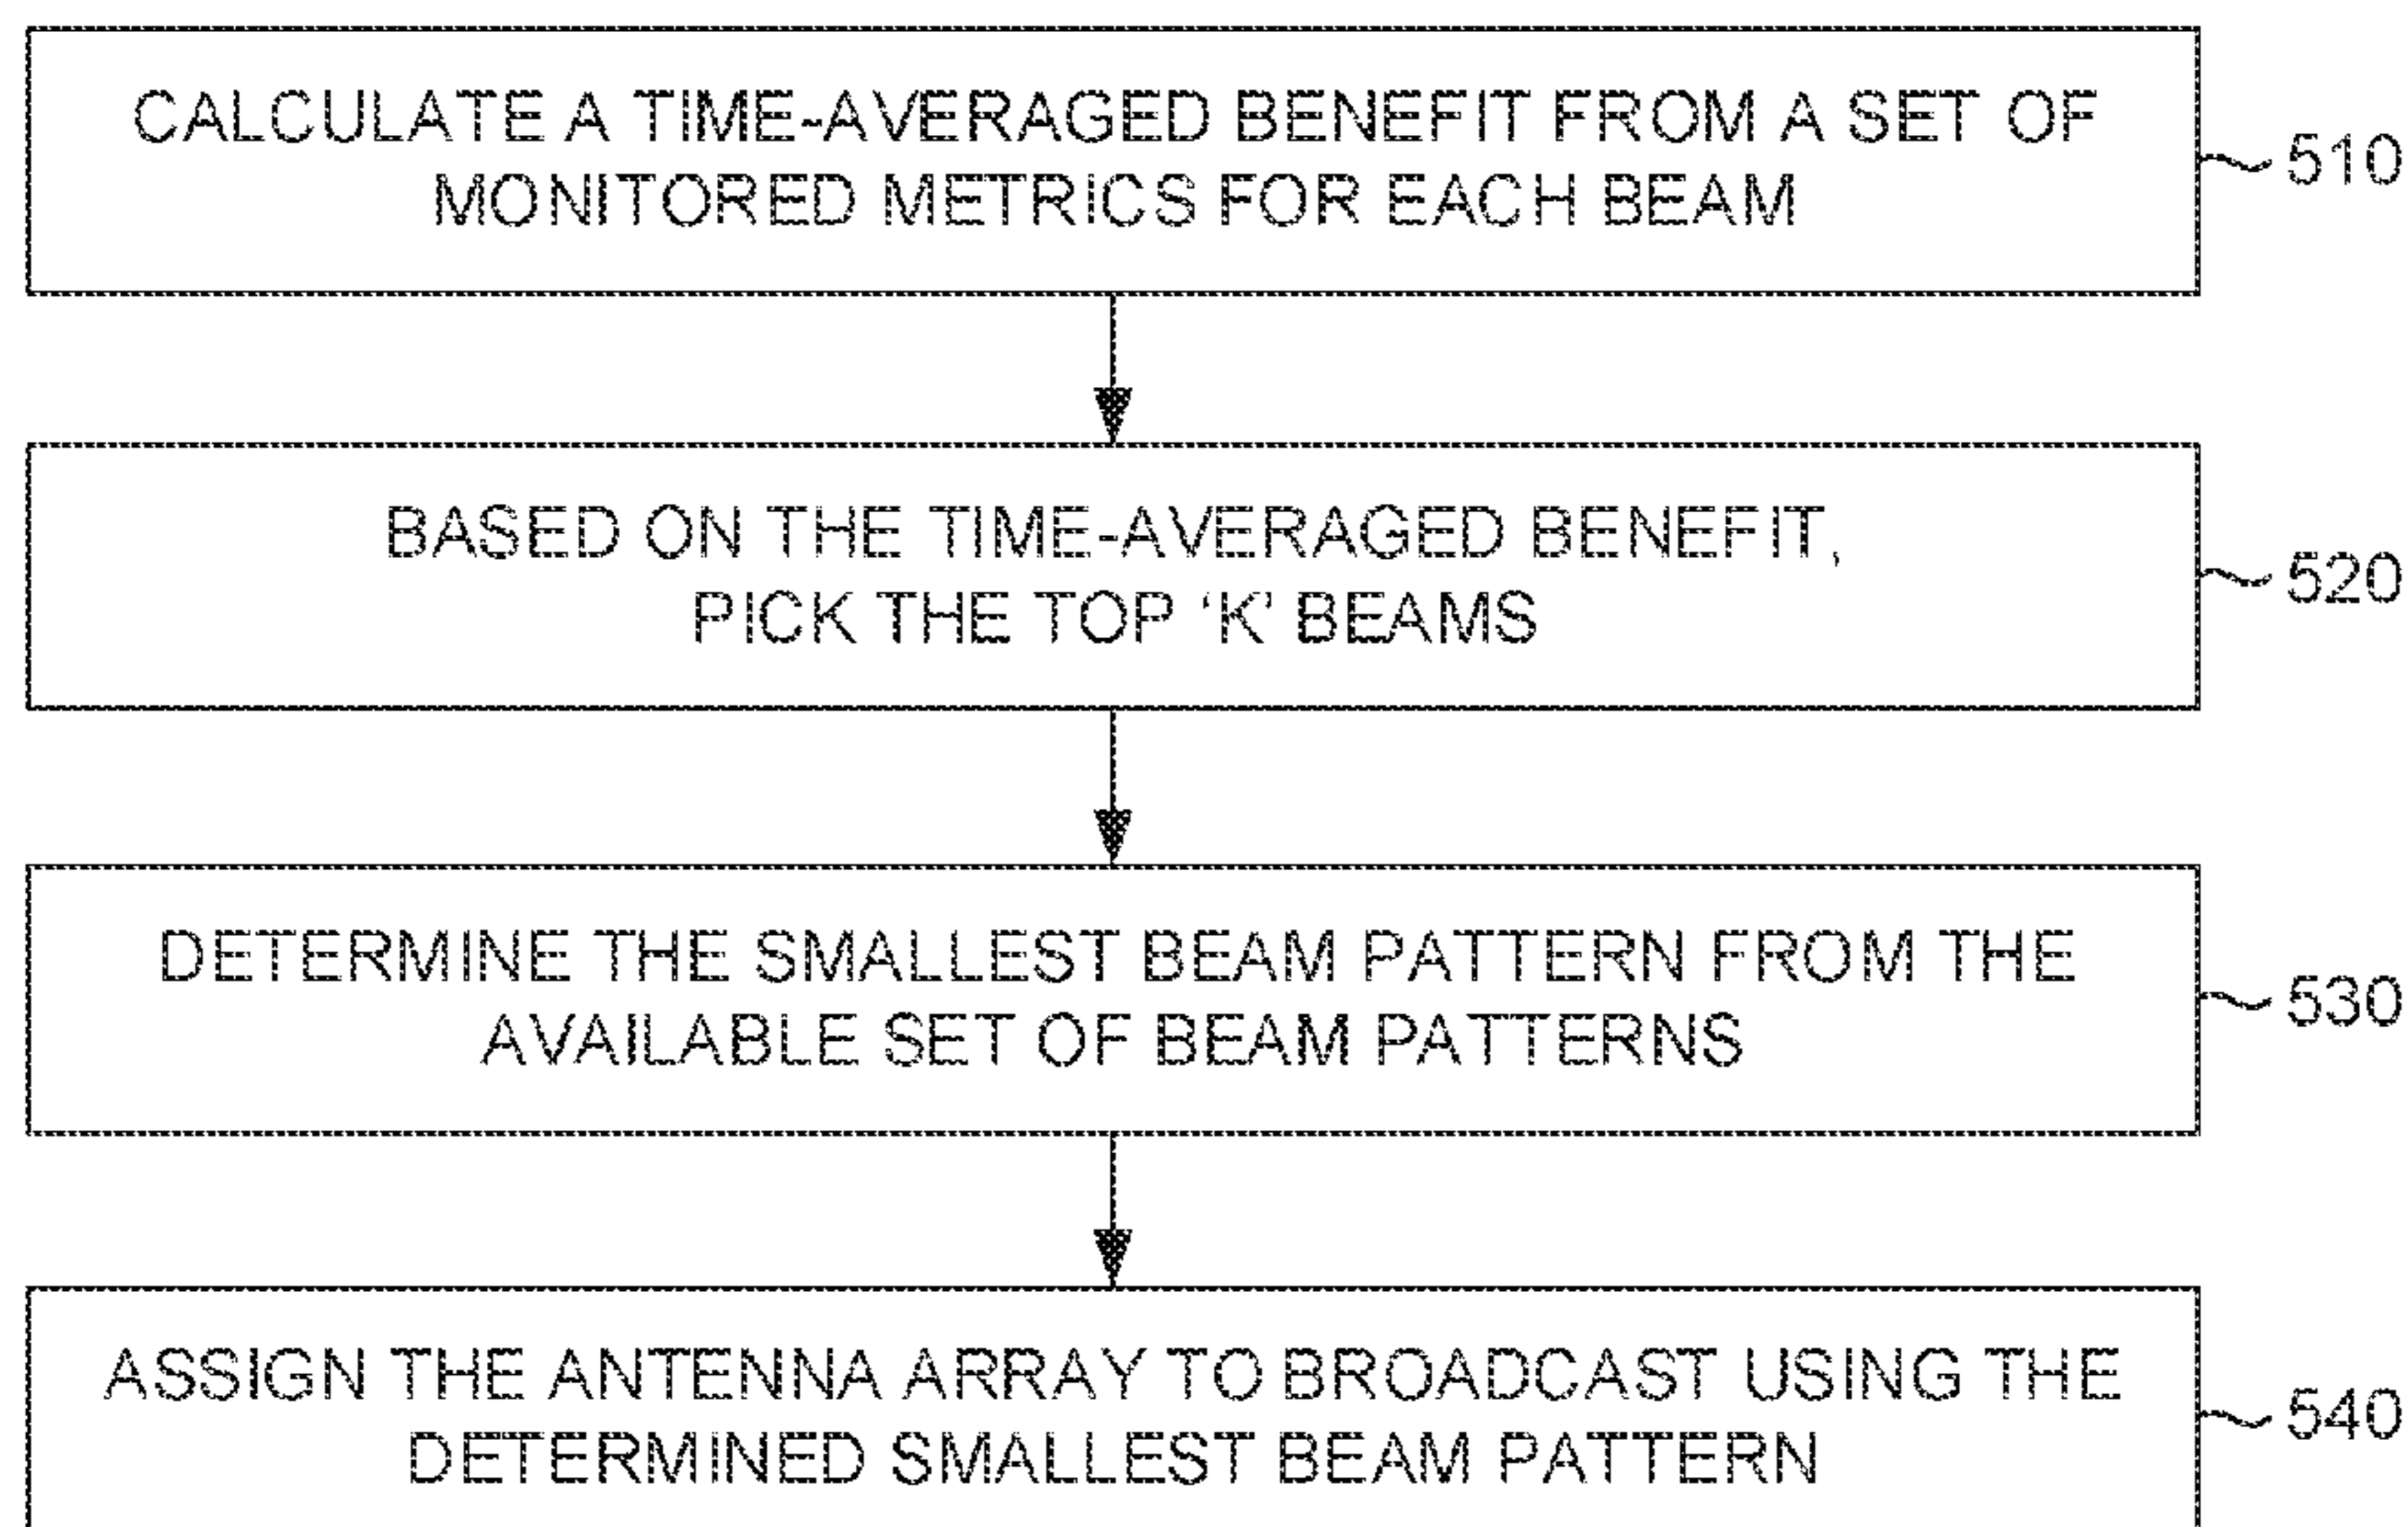 CALCULATE A TIME-AVERAGED BENEFIT FROM A SET OF
MONITORED METRICS FOR EACH BEAM
510
BASED ON THE TIME-AVERAGED BENEFIT,
PICK THE TOP ‘K’ BEAMS
520
DETERMINE THE SMALLEST BEAM PATTERN FROM THE
AVAILABLE SET OF BEAM PATTERNS
530
ASSIGN THE ANTENNA ARRAY TO BROADCAST USING THE
DETERMINED SMALLEST BEAM PATTERN
540